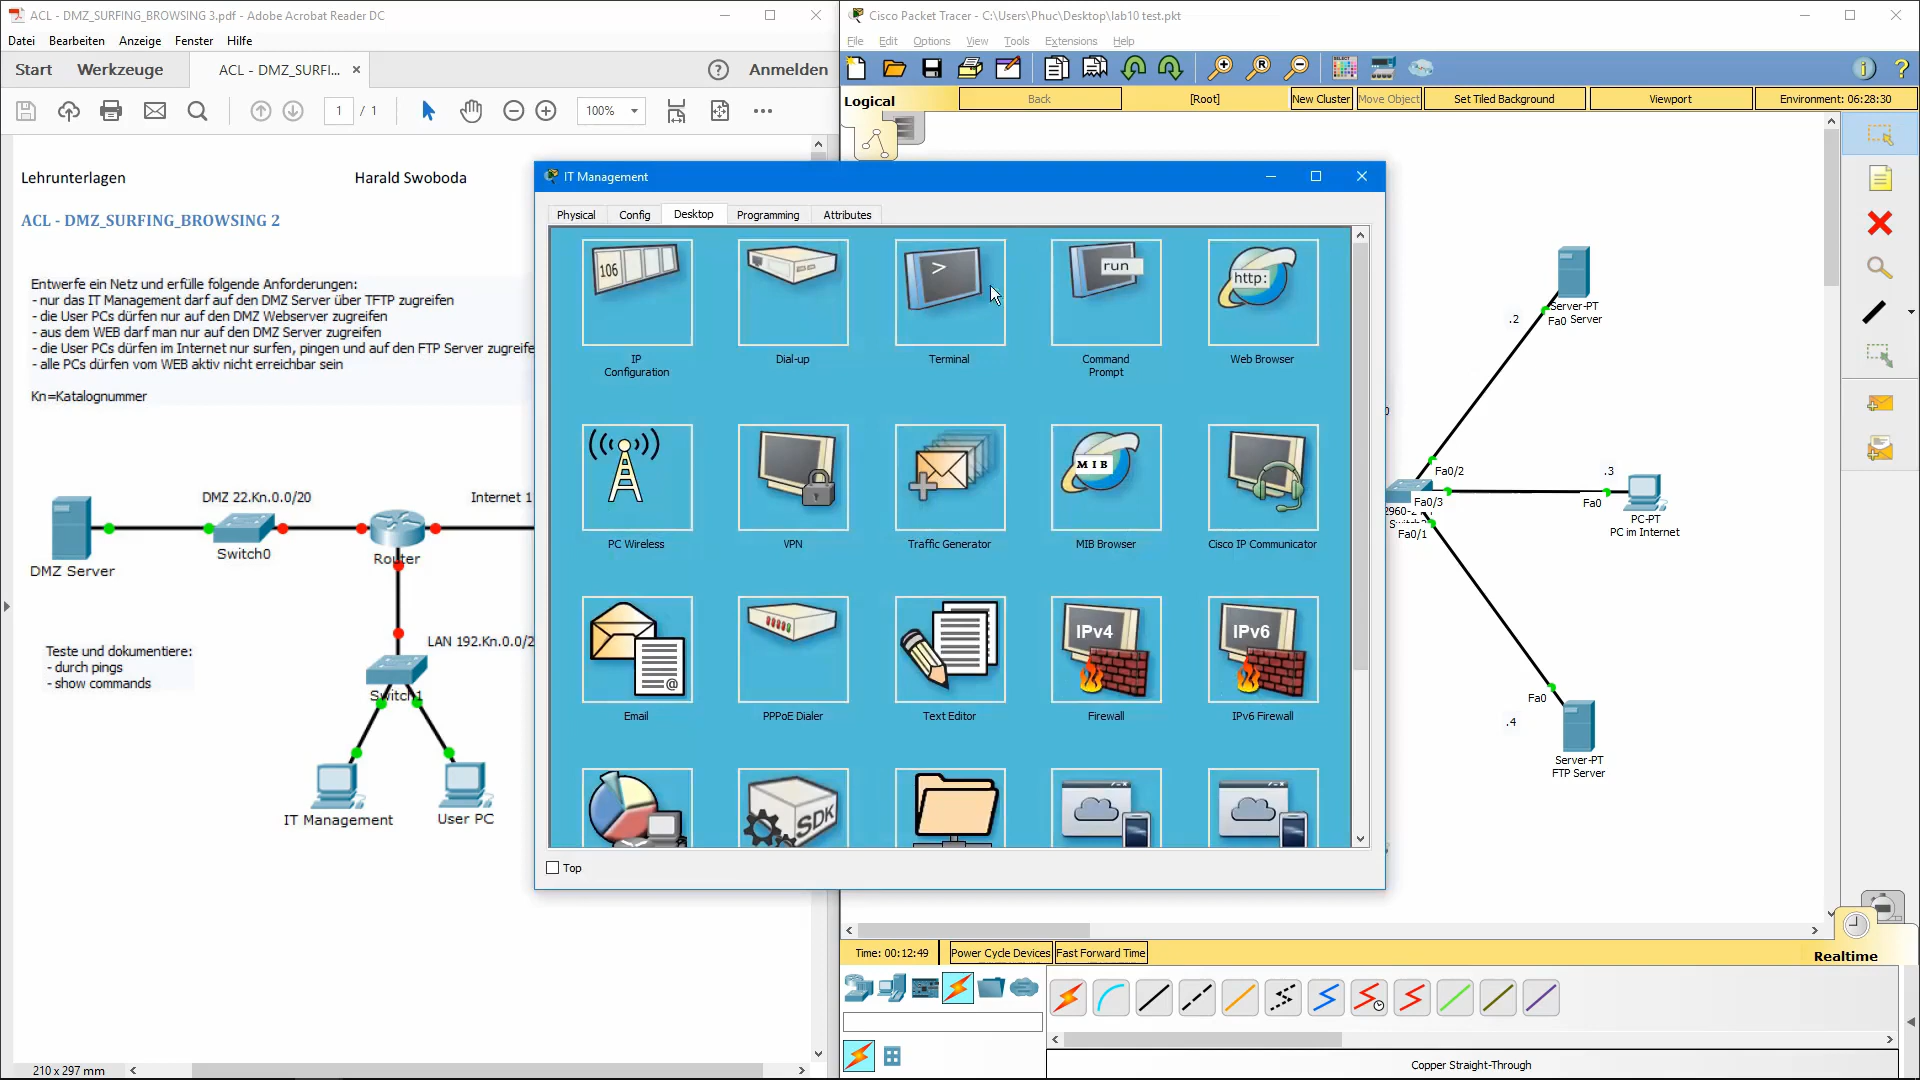 ACL - DMZ_SURFING_BROWSING 3.pdf - Adobe Acrobat Reader DC
Datei Bearbeiten Anzeige Fenster Hilfe
Start Werkzeuge ACL - DMZ_SURFI... × ? Anmelden
1 / 1 100%
Lehrunterlagen Harald Swoboda
ACL - DMZ_SURFING_BROWSING 2
Entwerfe ein Netz und erfülle folgende Anforderungen:
- nur das IT Management darf auf den DMZ Server über TFTP zugreifen
- die User PCs dürfen nur auf den DMZ Webserver zugreifen
- aus dem WEB darf man nur auf den DMZ Server zugreifen
- die User PCs dürfen im Internet nur surfen, pingen und auf den FTP Server zugreife
- alle PCs dürfen vom WEB aktiv nicht erreichbar sein
Kn=Katalognummer
DMZ 22.Kn.0.0/20
Internet 1
DMZ Server
Switch0
Router
LAN 192.Kn.0.0/2
Switch1
Teste und dokumentiere:
- durch pings
- show commands
IT Management
User PC
210 x 297 mm
Cisco Packet Tracer - C:\Users\Phuc\Desktop\lab10 test.pkt
File Edit Options View Tools Extensions Help
Logical Back [Root] New Cluster Move Object Set Tiled Background Viewport Environment: 06:28:30
IT Management
Physical Config Desktop Programming Attributes
106
>
run
http:
IP
Configuration
Dial-up
Terminal
Command
Prompt
Web Browser
MIB
PC Wireless
VPN
Traffic Generator
MIB Browser
Cisco IP Communicator
@
IPv4
IPv6
Email
PPPoE Dialer
Text Editor
Firewall
IPv6 Firewall
SDK
Top
.2
Server-PT
Fa0 Server
Fa0/2
.3
Fa0
Fa0/3
PC-PT
PC im Internet
Fa0/1
Fa0
.4
Server-PT
FTP Server
Time: 00:12:49 Power Cycle Devices Fast Forward Time
Realtime
Copper Straight-Through